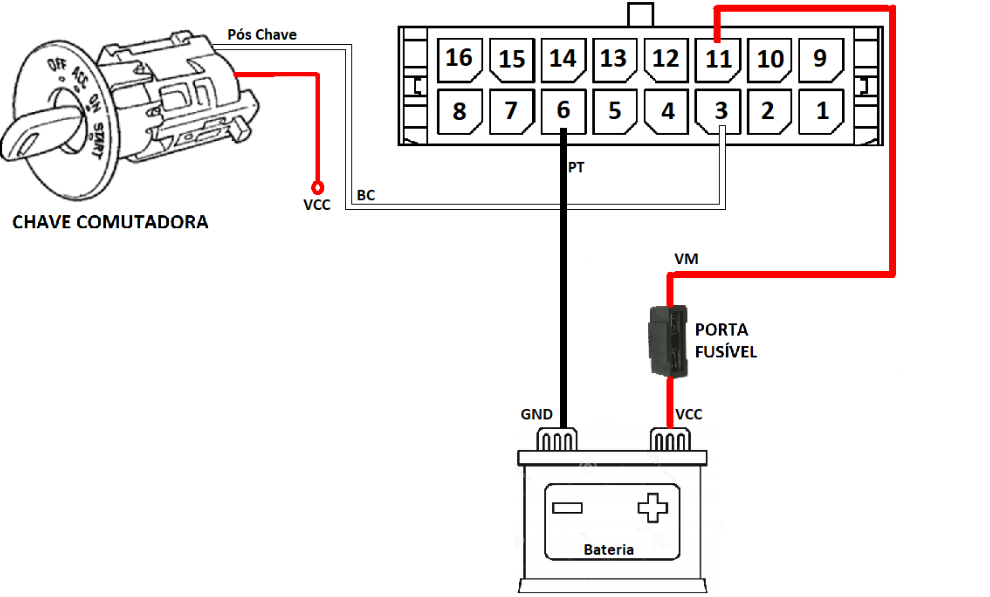 Pós Chave
OFF
ACC
ON
START
16 15 14 13 12 11 10 9
8 7 6 5 4 3 2 1
PT
BC
VCC
CHAVE COMUTADORA
VM
PORTA
FUSÍVEL
GND
VCC
Bateria